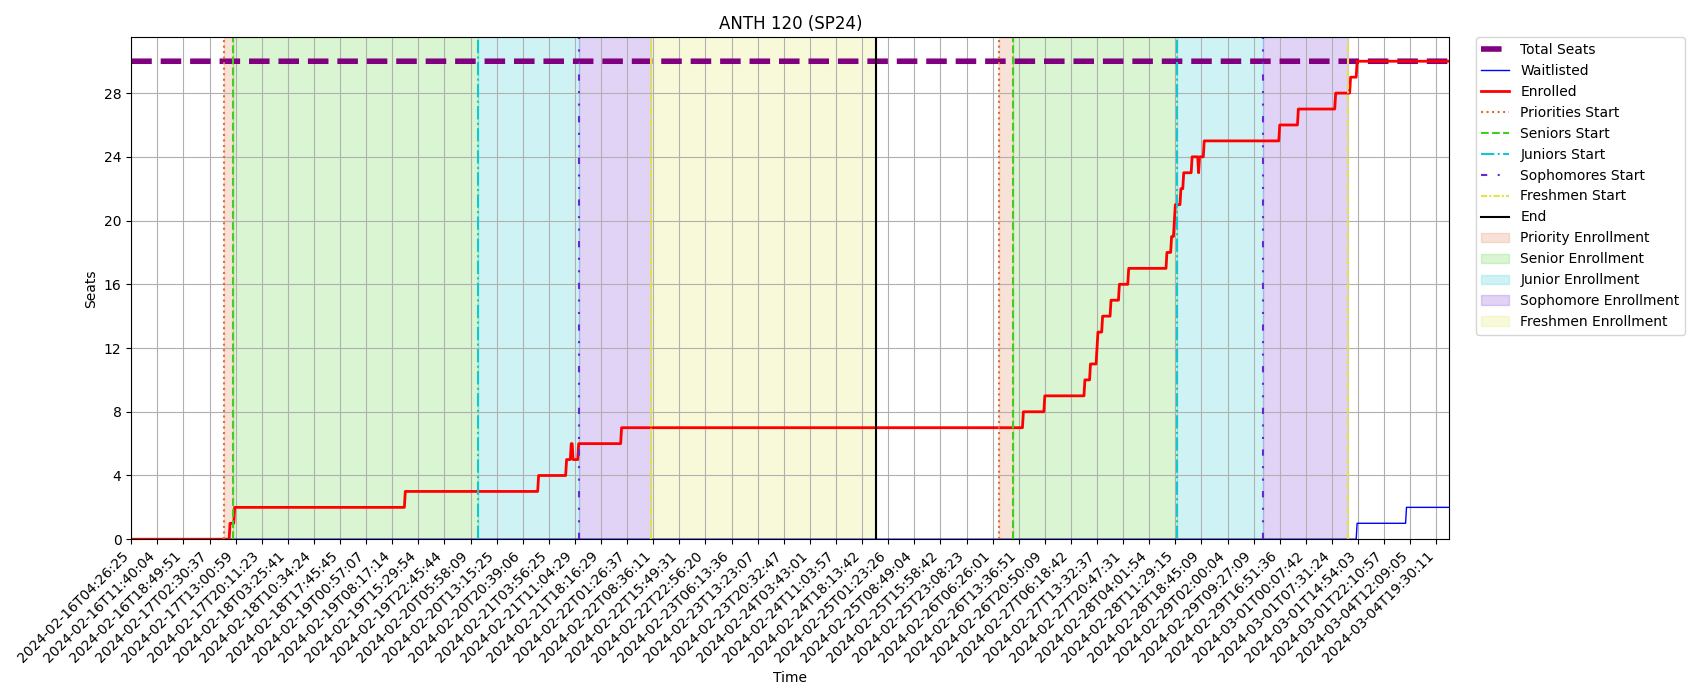 ANTH 120 (SP24)
Total Seats
Waitlisted
Enrolled
Priorities Start
Seniors Start
Juniors Start
Sophomores Start
Freshmen Start
End
Priority Enrollment
Senior Enrollment
Junior Enrollment
Sophomore Enrollment
Freshmen Enrollment
Seats
28
24
20
16
12
8
4
0
2024-02-16T04:26:25
2024-02-16T11:40:04
2024-02-16T18:49:51
2024-02-17T02:30:37
2024-02-17T13:00:59
2024-02-17T20:11:23
2024-02-18T03:25:41
2024-02-18T10:34:24
2024-02-18T17:45:45
2024-02-19T00:57:07
2024-02-19T08:17:14
2024-02-19T15:29:54
2024-02-19T22:45:44
2024-02-20T05:58:09
2024-02-20T13:15:25
2024-02-20T20:39:06
2024-02-21T03:56:25
2024-02-21T11:04:29
2024-02-21T18:16:29
2024-02-22T01:26:37
2024-02-22T08:36:11
2024-02-22T15:49:31
2024-02-22T22:56:20
2024-02-23T06:13:36
2024-02-23T13:23:07
2024-02-23T20:32:47
2024-02-24T03:43:01
2024-02-24T11:03:57
2024-02-24T18:13:42
2024-02-25T01:23:26
2024-02-25T08:49:04
2024-02-25T15:58:42
2024-02-25T23:08:23
2024-02-26T06:26:01
2024-02-26T13:36:51
2024-02-26T20:50:09
2024-02-27T06:18:42
2024-02-27T13:32:37
2024-02-27T20:47:31
2024-02-28T04:01:54
2024-02-28T11:29:15
2024-02-28T18:45:09
2024-02-29T02:00:04
2024-02-29T09:27:09
2024-02-29T16:51:36
2024-03-01T00:07:42
2024-03-01T07:31:24
2024-03-01T14:54:03
2024-03-01T22:10:57
2024-03-04T12:09:05
2024-03-04T19:30:11
Time